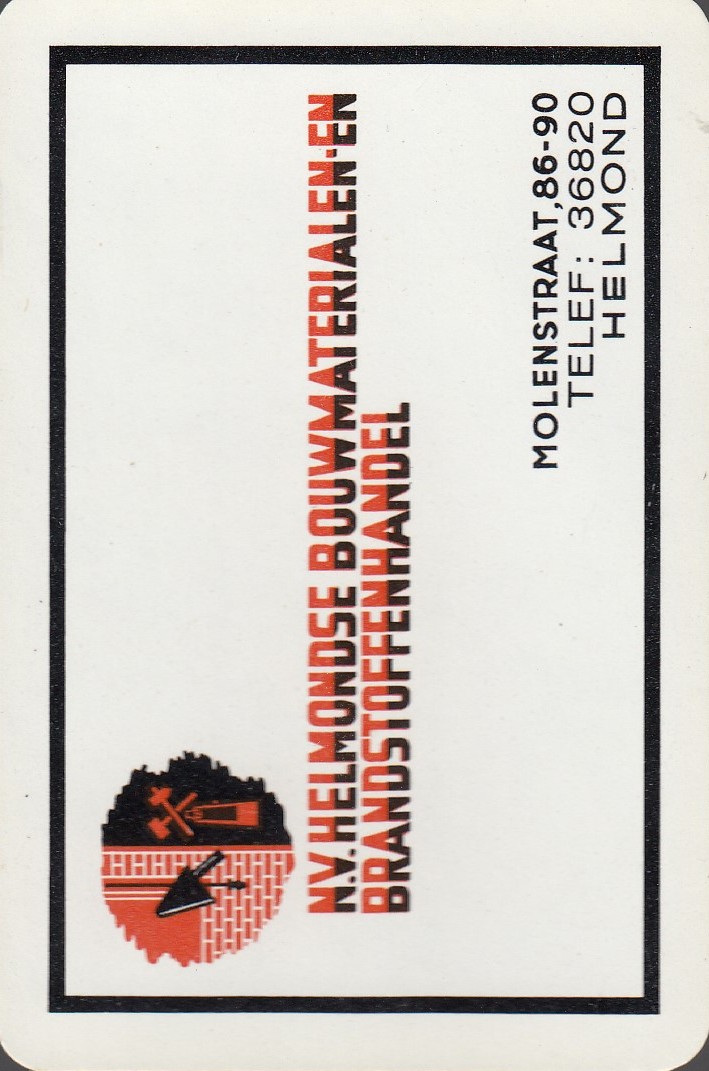 N.V. HELMONDSE BOUWMATERIALEN-EN
BRANDSTOFFENHANDEL
MOLENSTRAAT,86-90
TELEF: 36820
HELMOND